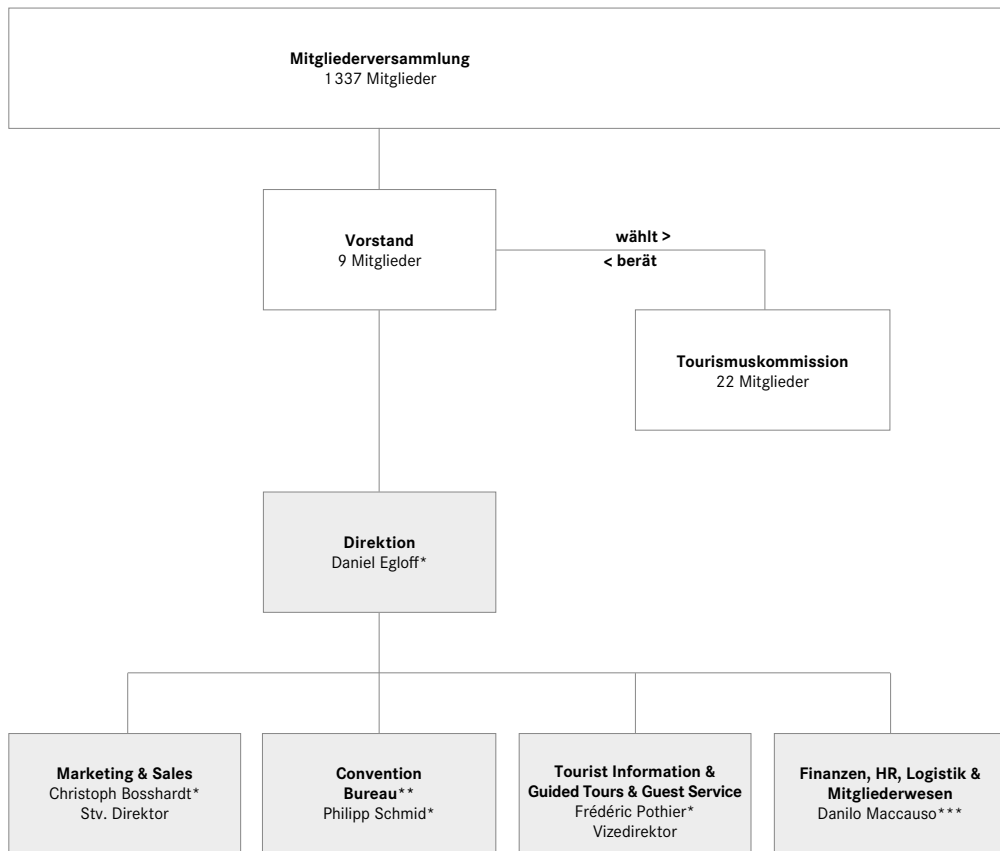 Mitgliederversammlung
1 337 Mitglieder
Vorstand
9 Mitglieder
wählt >
< berät
Tourismuskommission
22 Mitglieder
Direktion
Daniel Egloff*
Marketing & Sales
Christoph Bosshardt*
Stv. Direktor
Convention
Bureau**
Philipp Schmid*
Tourist Information &
Guided Tours & Guest Service
Frédéric Pothier*
Vizedirektor
Finanzen, HR, Logistik &
Mitgliederwesen
Danilo Maccauso***